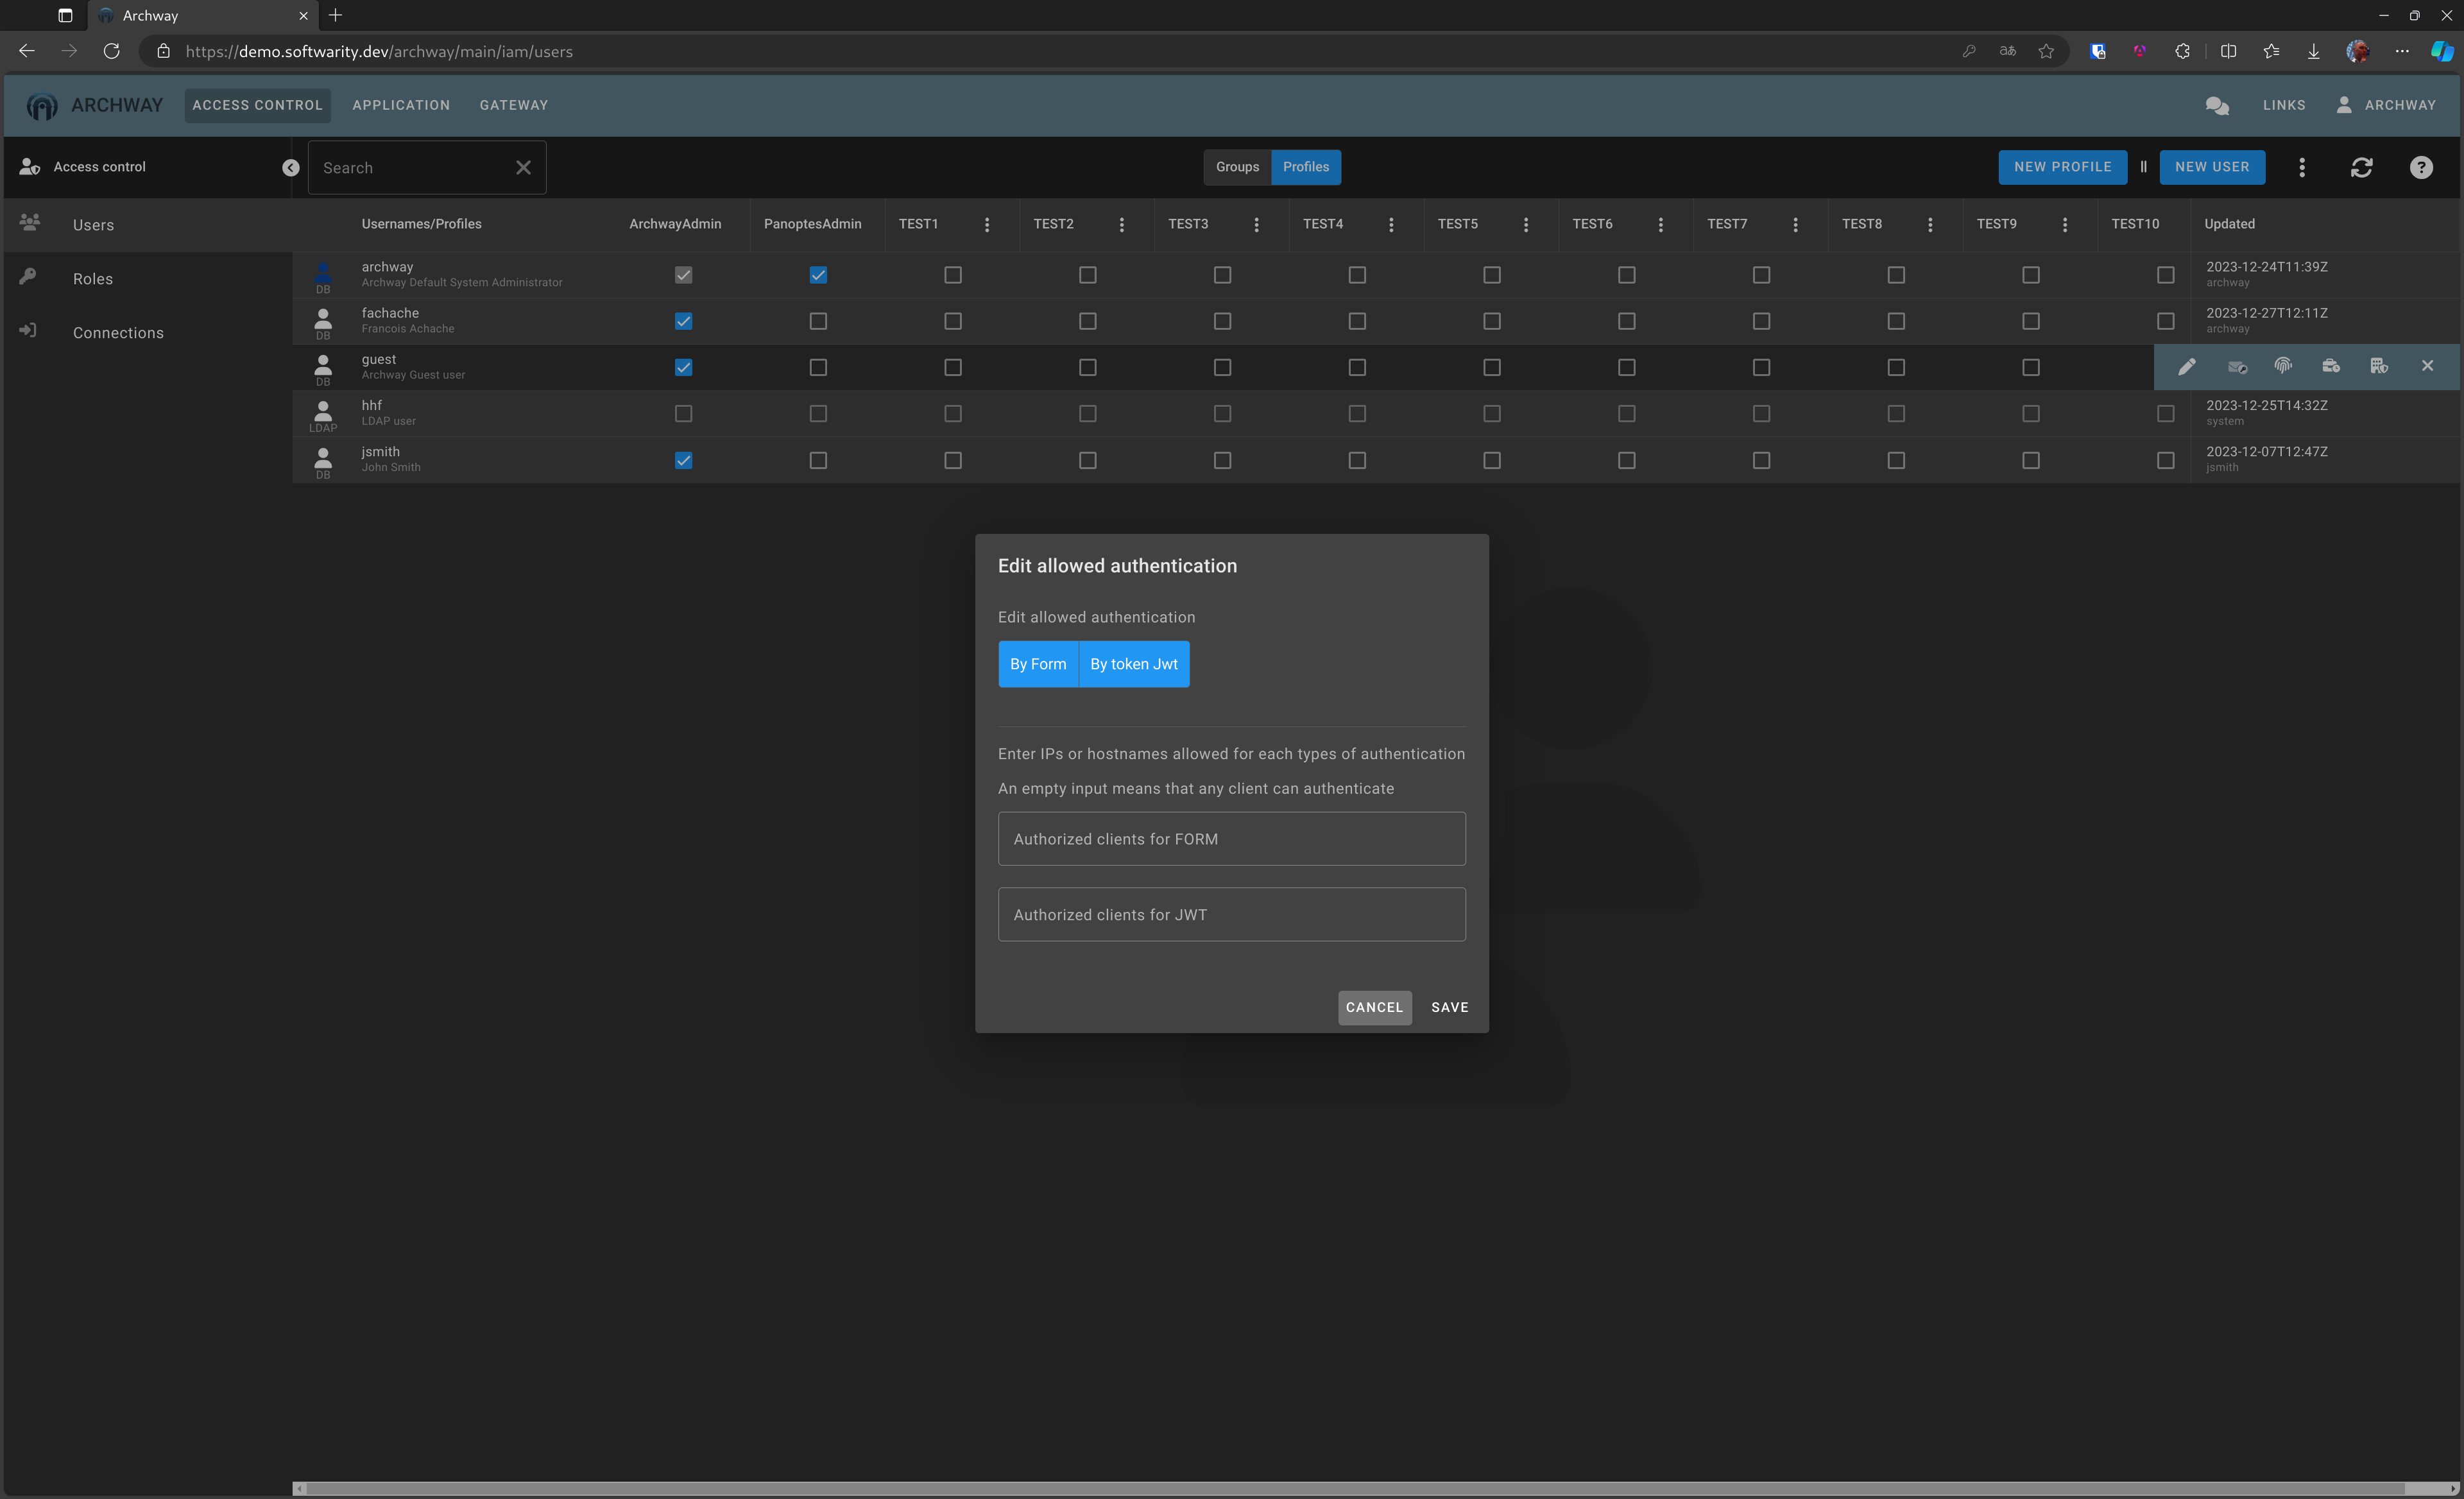 Archway
https://demo.softwarity.dev/archway/main/iam/users
ARCHWAY
ACCESS CONTROL
APPLICATION
GATEWAY
LINKS
ARCHWAY
Access control
Search
Groups
Profiles
NEW PROFILE
NEW USER
Users
Roles
Connections
Usernames/Profiles
ArchwayAdmin
PanoptesAdmin
TEST1
TEST2
TEST3
TEST4
TEST5
TEST6
TEST7
TEST8
TEST9
TEST10
Updated
DB
archway
Archway Default System Administrator
2023-12-24T11:39Z
archway
DB
fachache
Francois Achache
2023-12-27T12:11Z
archway
DB
guest
Archway Guest user
LDAP
hhf
LDAP user
2023-12-25T14:32Z
system
DB
jsmith
John Smith
2023-12-07T12:47Z
jsmith
Edit allowed authentication
Edit allowed authentication
By Form
By token Jwt
Enter IPs or hostnames allowed for each types of authentication
An empty input means that any client can authenticate
Authorized clients for FORM
Authorized clients for JWT
CANCEL
SAVE